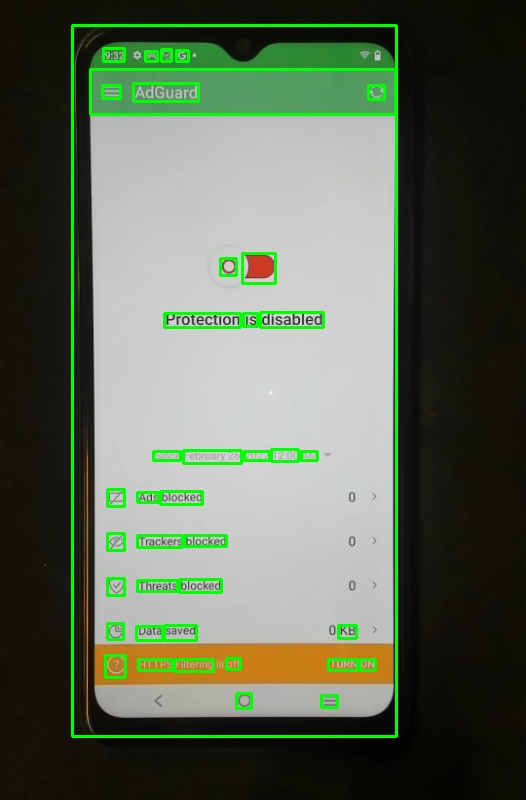 9:32
AdGuard
Protection is disabled
Since February 26, 2022 12:00 AM
Ads blocked 0
Trackers blocked 0
Threats blocked 0
Data saved 0 KB
HTTPS Filtering is off TURN ON